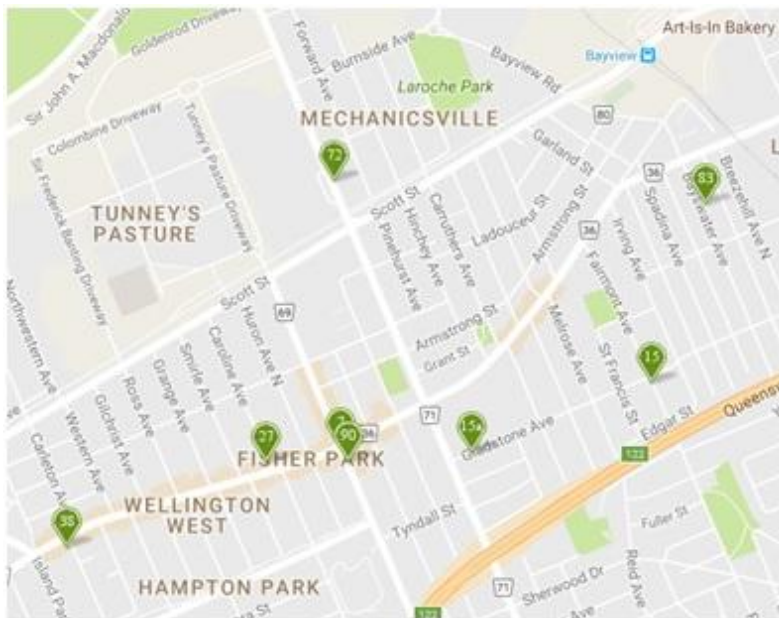 Art-Is-In Bakery
Bayview
Sir John A. Macdonald
Goldenrod Driveway
Forward Ave
Burnside Ave
Bayview Rd
Laroche Park
MECHANICSVILLE
80
Colombine Driveway
Tunney's Pasture Driveway
Sir Frederick Banting Driveway
72
Scott St
Garland St
36
83
Breezehill Ave N
Bayswater Ave
Spadina Ave
Irving Ave
Fairmont Ave
TUNNEY'S
PASTURE
Pinehurst Ave
Hinchey Ave
Carruthers Ave
Ladouceur St
Armstrong St
36
Scott St
69
Northwestern Ave
Huron Ave N
Caroline Ave
Smirle Ave
Grange Ave
Ross Ave
Gilchrist Ave
Western Ave
Carleton Ave
Armstrong St
Grant St
Melrose Ave
St Francis St
15
71
27
90
36
15a
Gladstone Ave
Edgar St
Queensw
FISHER PARK
122
WELLINGTON
WEST
38
Tyndall St
Fuller St
Island Pa
HAMPTON PARK
Reid Ave
Sherwood Dr
71
122